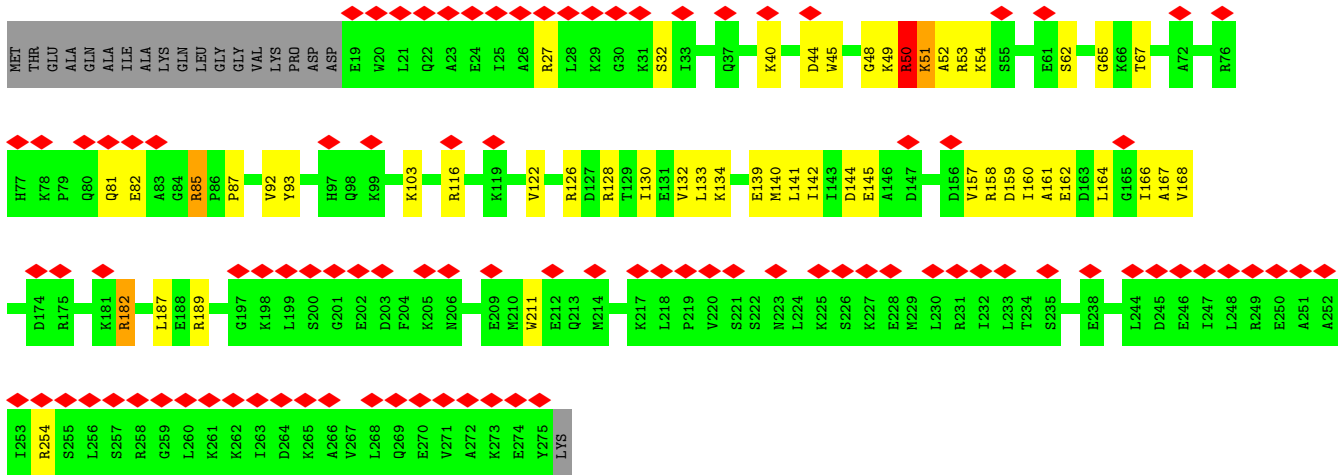 MET THR GLU ALA GLN ALA ILE ALA LYS GLN LEU GLY GLY VAL LYS PRO ASP ASP E19 W20 L21 Q22 A23 E24 I25 A26 R27 L28 K29 G30 K31 S32 I33 Q37 K40 D44 W45 G48 K49 R50 K51 A52 R53 K54 S55 E61 S62 G65 K66 T67 A72 R76
H77 K78 P79 Q80 Q81 E82 A83 G84 R85 P86 P87 V92 Y93 H97 Q98 K99 K103 R116 K119 V122 R126 D127 R128 T129 I130 E131 V132 L133 K134 E139 M140 L141 I142 I143 D144 E145 A146 D147 D156 V157 R158 D159 I160 A161 E162 D163 L164 G165 I166 A167 V168
D174 R175 K181 R182 L187 E188 R189 G197 K198 L199 S200 G201 E202 D203 F204 K205 N206 E209 M210 W211 E212 Q213 M214 K217 L218 P219 V220 S221 S222 N223 L224 K225 S226 K227 E228 M229 L230 R231 I232 L233 T234 S235 E238 L244 D245 E246 I247 L248 R249 E250 A251 A252
I253 R254 S255 L256 S257 R258 G259 L260 K261 K262 I263 D264 K265 A266 V267 L268 Q269 E270 V271 A272 K273 E274 Y275 LYS